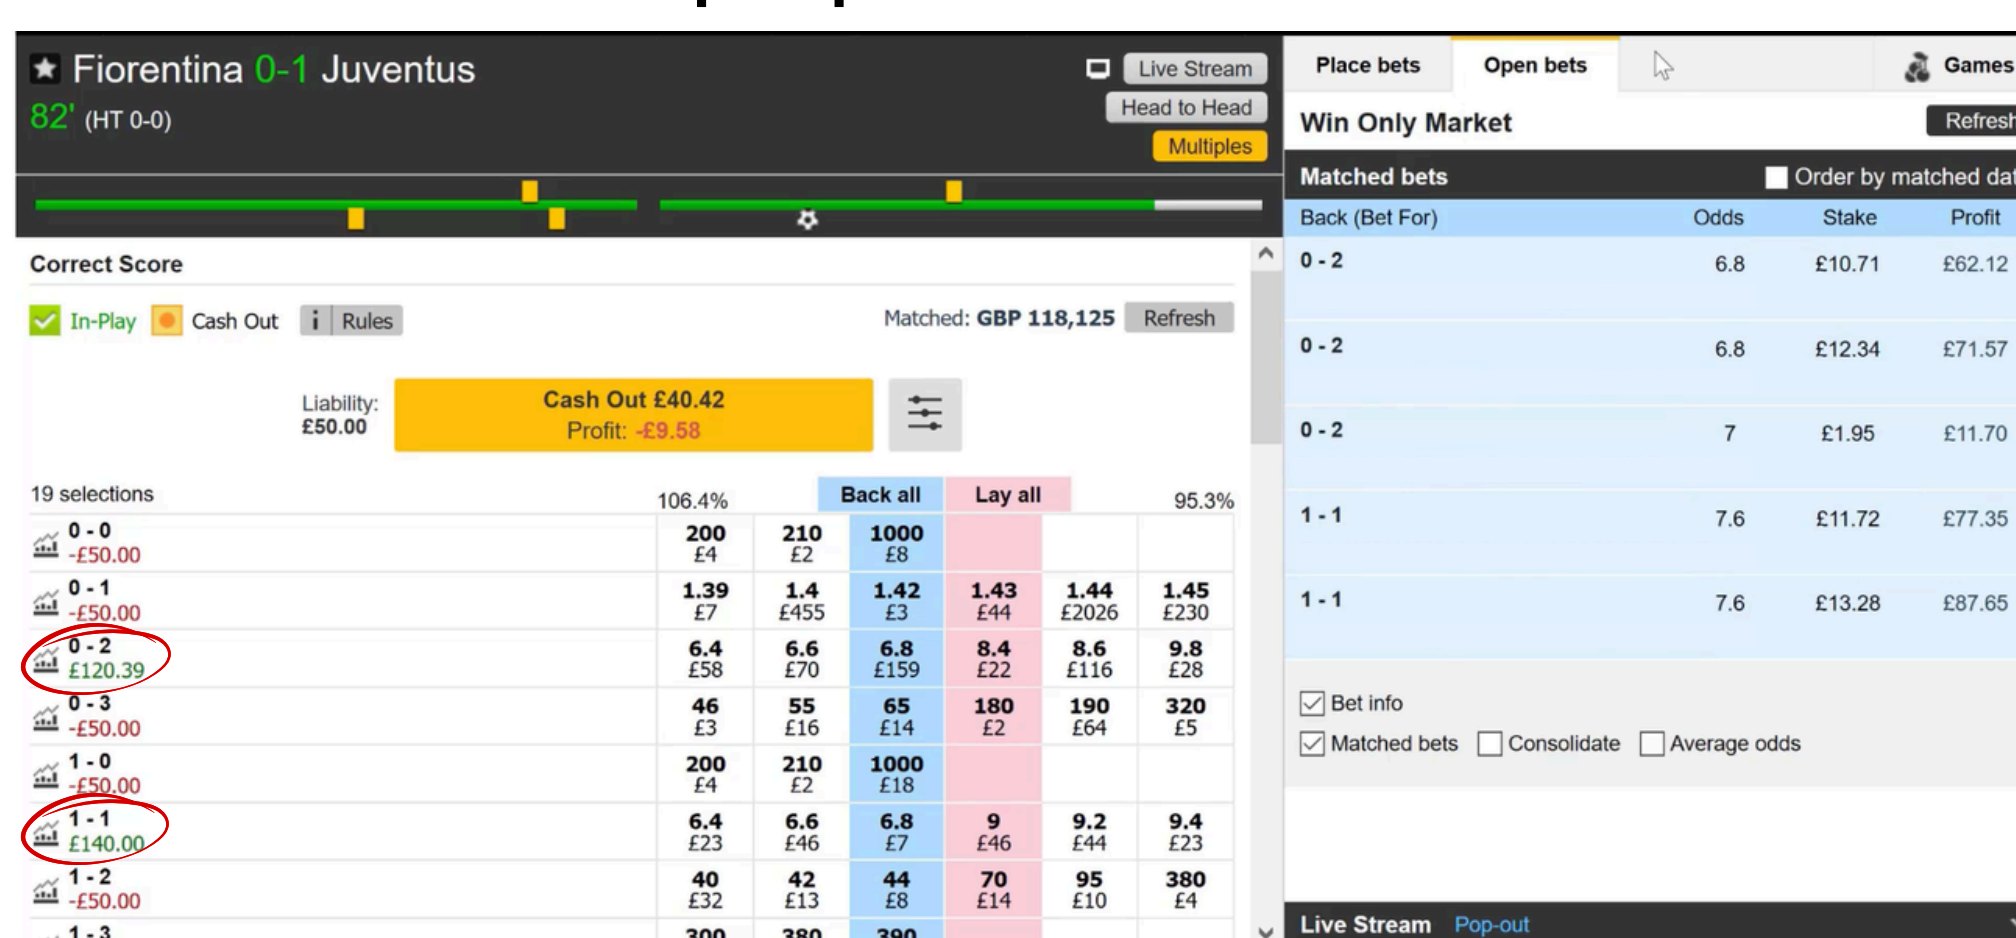 Fiorentina 0-1 Juventus
82' (HT 0-0)
Live Stream
Head to Head
Multiples
Correct Score
In-Play Cash Out i Rules
Matched: GBP 118,125 Refresh
Liability:
£50.00
Cash Out £40.42
Profit: -£9.58
19 selections 106.4% Back all Lay all 95.3%
0 - 0 200 210 1000
-£50.00 £4 £2 £8
0 - 1 1.39 1.4 1.42 1.43 1.44 1.45
-£50.00 £7 £455 £3 £44 £2026 £230
0 - 2 6.4 6.6 6.8 8.4 8.6 9.8
£120.39 £58 £70 £159 £22 £116 £28
0 - 3 46 55 65 180 190 320
-£50.00 £3 £16 £14 £2 £64 £5
1 - 0 200 210 1000
-£50.00 £4 £2 £18
1 - 1 6.4 6.6 6.8 9 9.2 9.4
£140.00 £23 £46 £7 £46 £44 £23
1 - 2 40 42 44 70 95 380
-£50.00 £32 £13 £8 £14 £10 £4
1 - 3 300 380 390
Place bets Open bets Games
Win Only Market Refresh
Matched bets Order by matched dat
Back (Bet For) Odds Stake Profit
0 - 2 6.8 £10.71 £62.12
0 - 2 6.8 £12.34 £71.57
0 - 2 7 £1.95 £11.70
1 - 1 7.6 £11.72 £77.35
1 - 1 7.6 £13.28 £87.65
Bet info
Matched bets Consolidate Average odds
Live Stream Pop-out